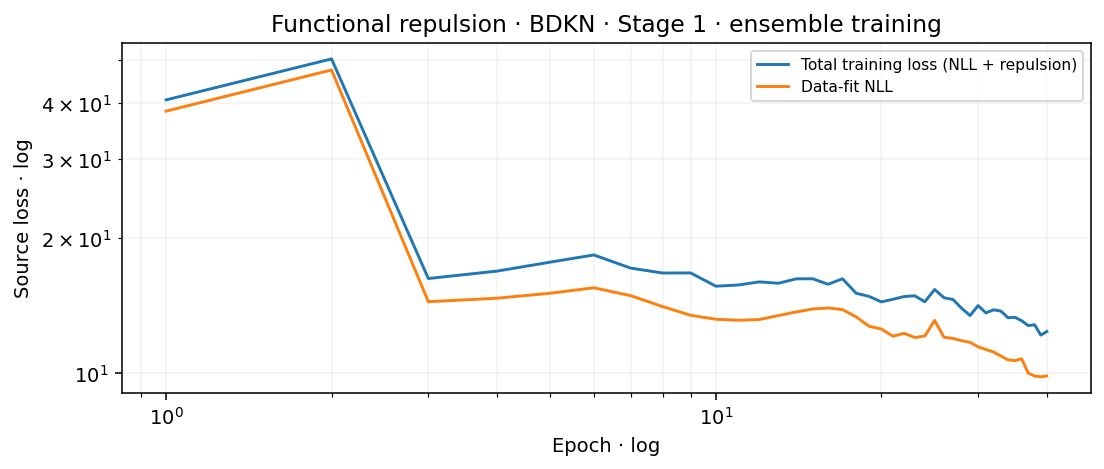 Functional repulsion · BDKN · Stage 1 · ensemble training
Total training loss (NLL + repulsion)
Data-fit NLL
Source loss · log
4 × 10¹
3 × 10¹
2 × 10¹
10¹
10⁰
10¹
Epoch · log